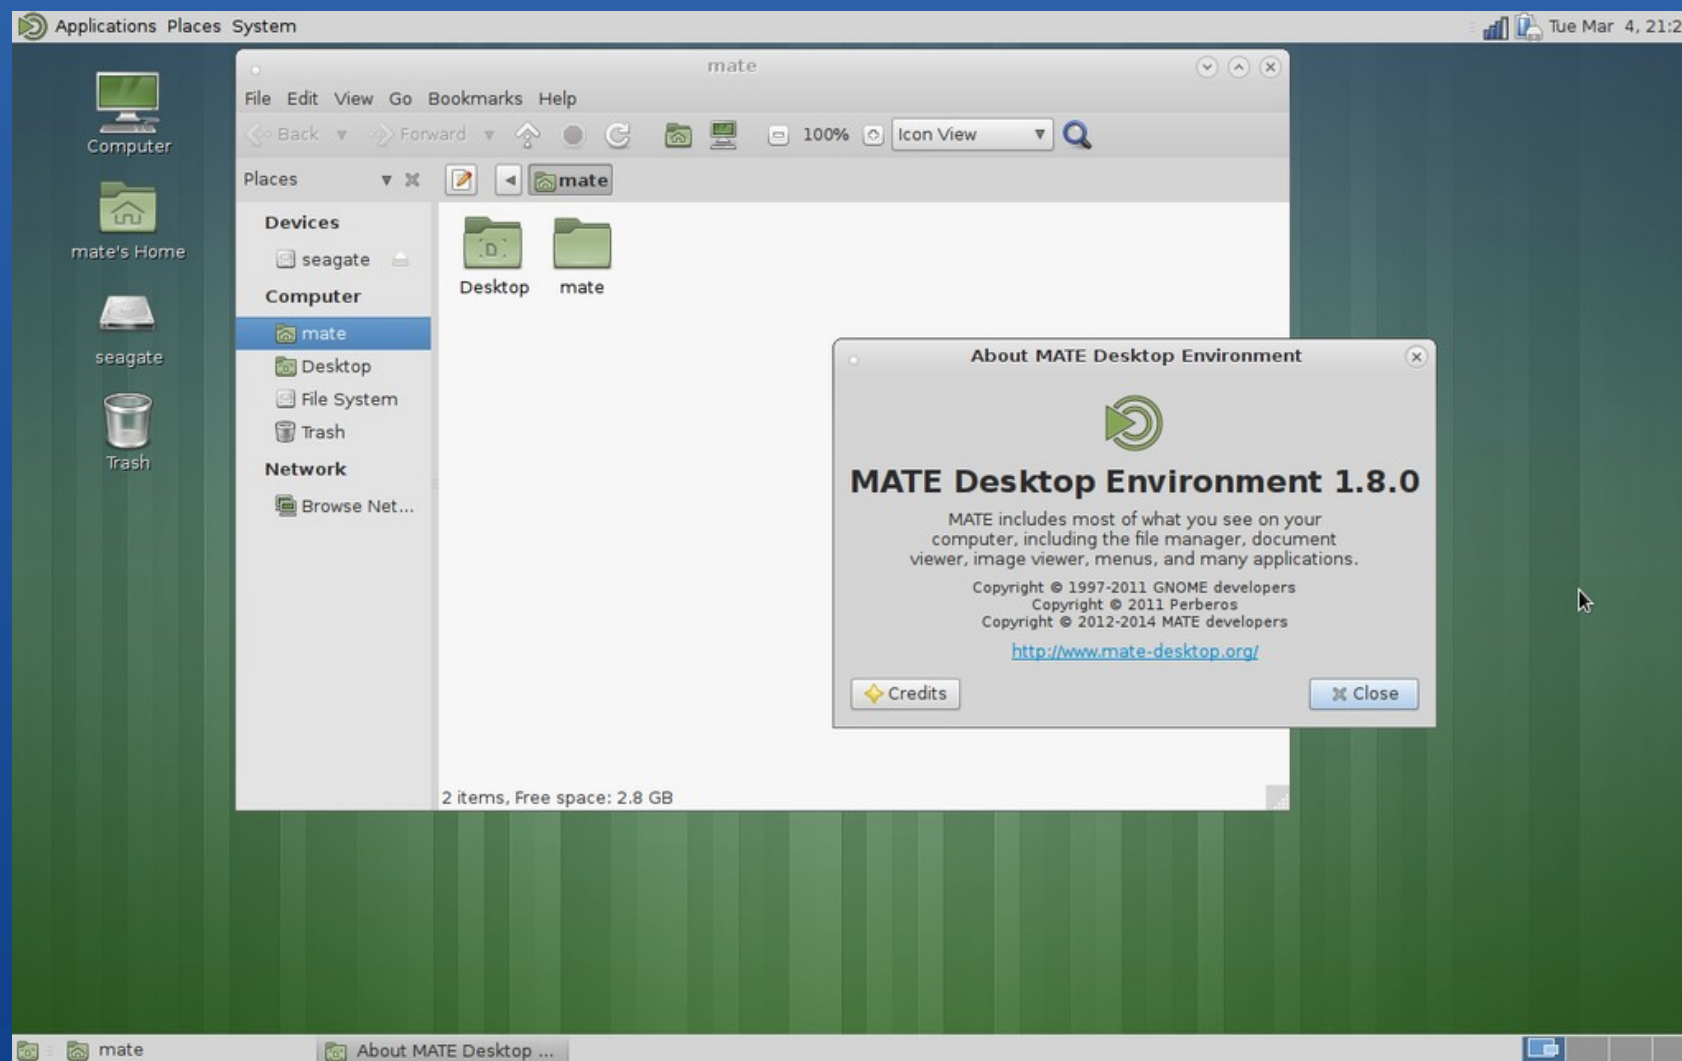 Applications Places System
Tue Mar 4, 21:2
mate
File Edit View Go Bookmarks Help
Back Forward 100% Icon View
Places mate
Computer
mate's Home
seagate
Trash
Devices
seagate
Computer
mate
Desktop
File System
Trash
Network
Browse Net...
Desktop mate
2 items, Free space: 2.8 GB
About MATE Desktop Environment
MATE Desktop Environment 1.8.0
MATE includes most of what you see on your
computer, including the file manager, document
viewer, image viewer, menus, and many applications.
Copyright © 1997-2011 GNOME developers
Copyright © 2011 Perberos
Copyright © 2012-2014 MATE developers
http://www.mate-desktop.org/
Credits Close
mate About MATE Desktop ...